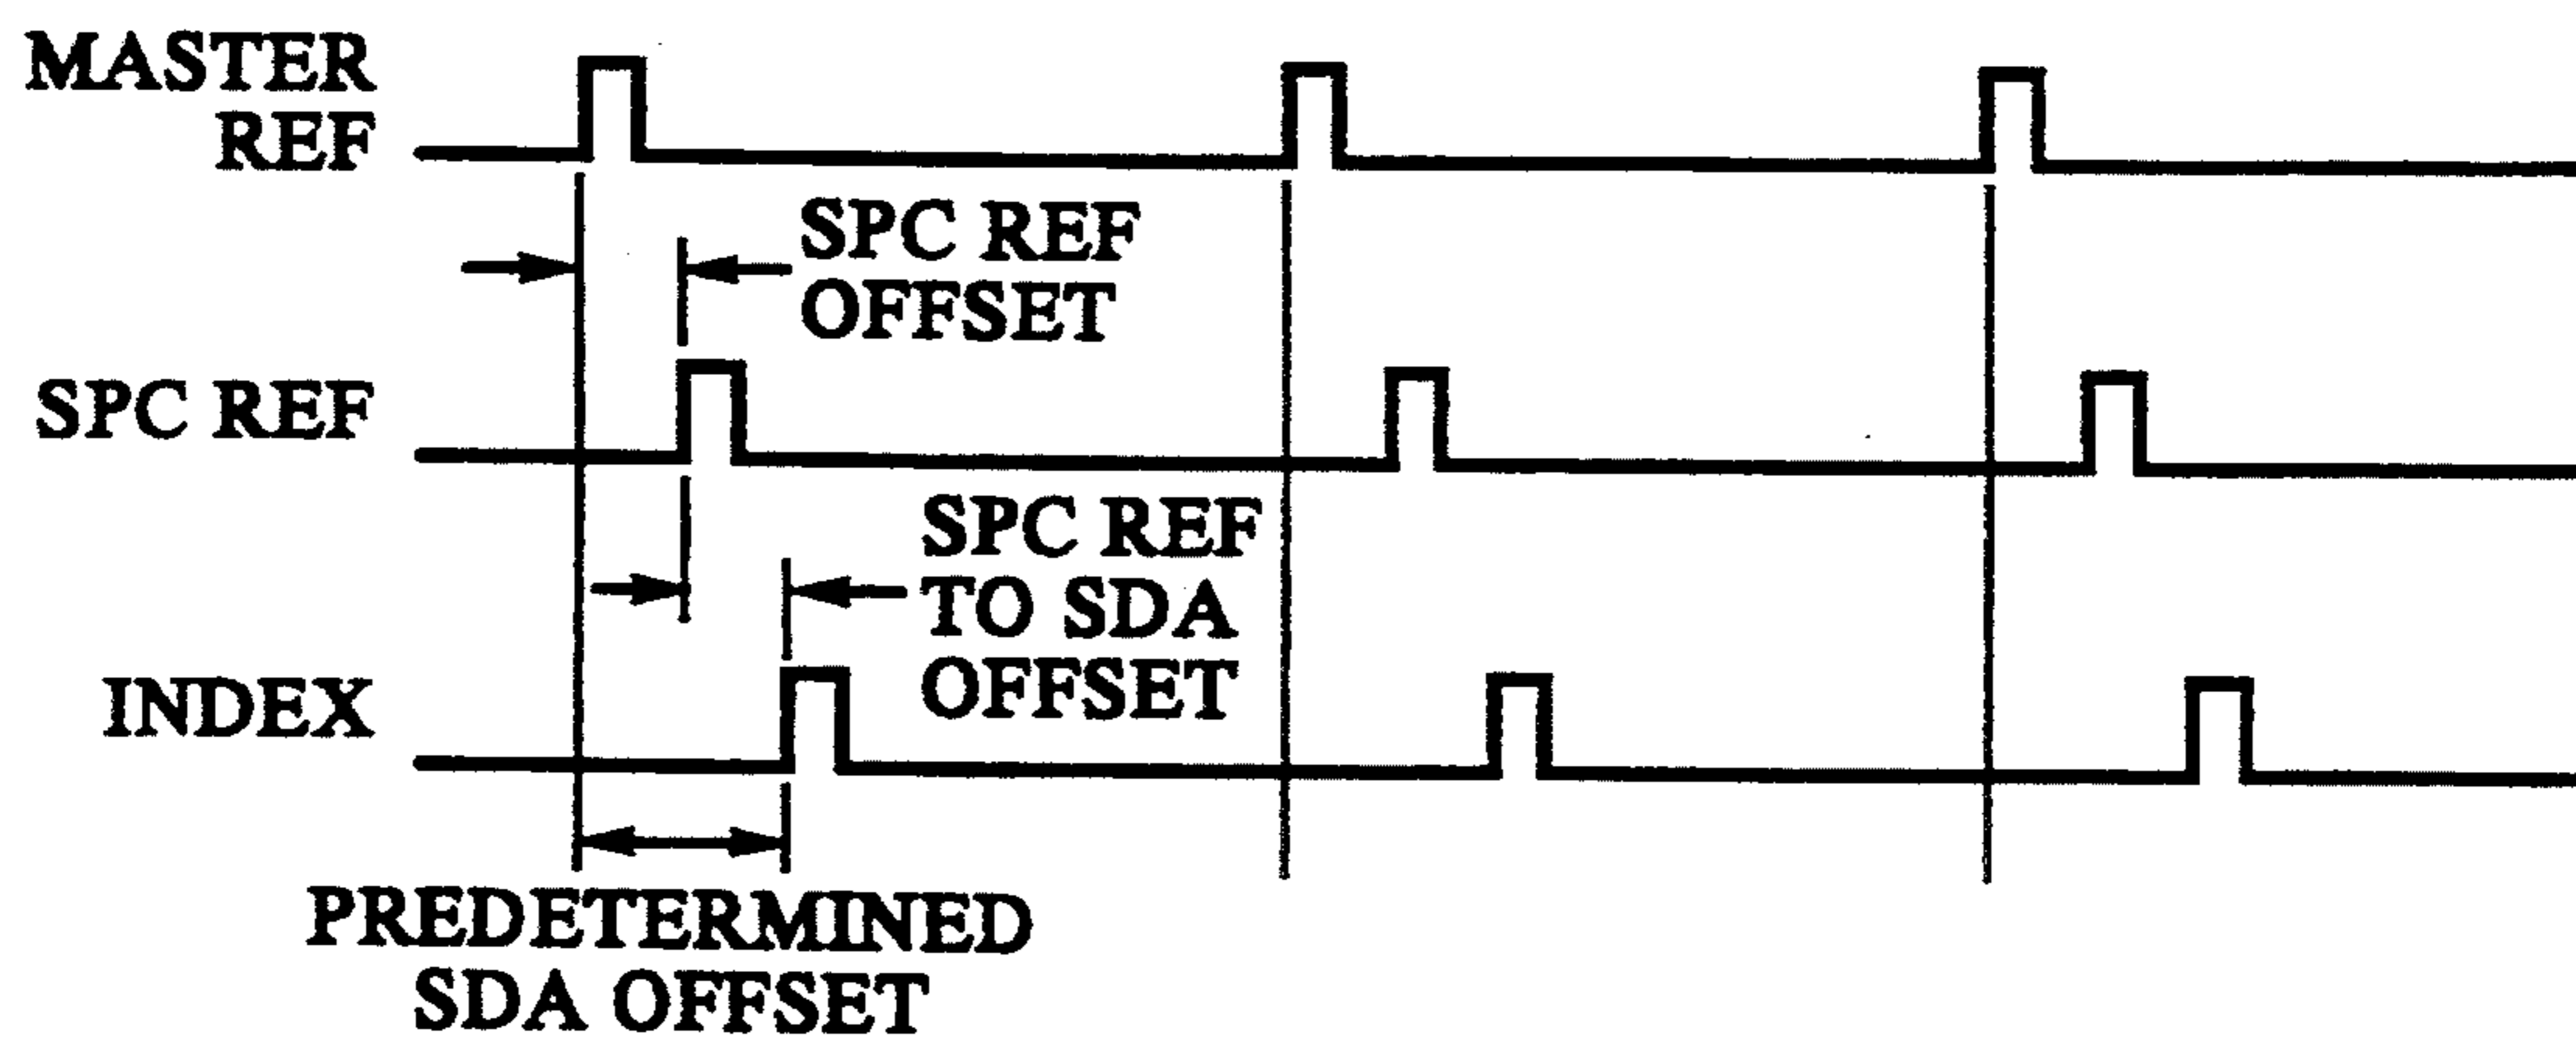 MASTER
REF
SPC REF
OFFSET
SPC REF
SPC REF
TO SDA
OFFSET
INDEX
PREDETERMINED
SDA OFFSET